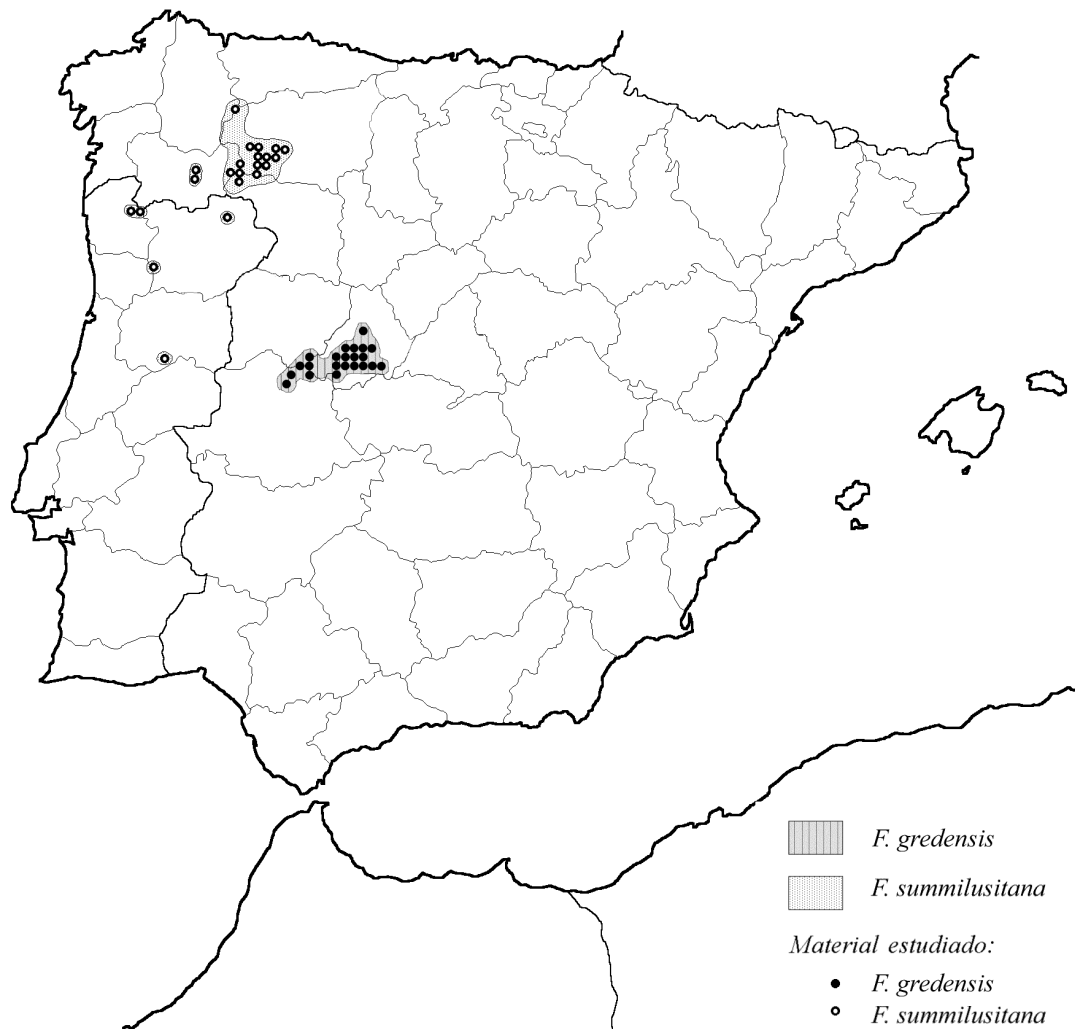 F. gredensis
F. summilusitana
Material estudiado:
F. gredensis
F. summilusitana